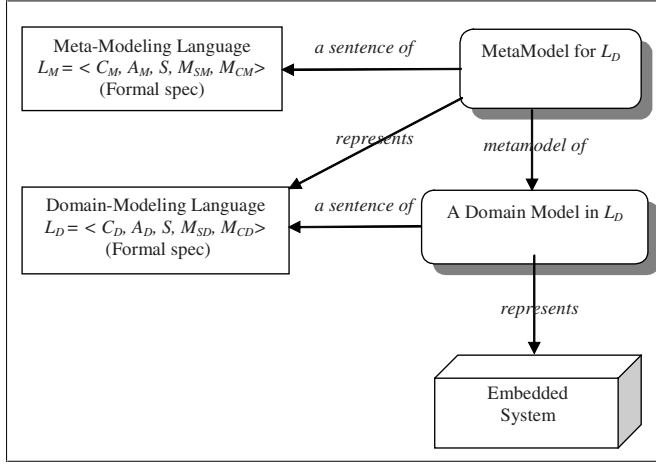 Meta-Modeling Language
L_M = < C_M, A_M, S, M_SM, M_CM>
(Formal spec)
a sentence of
MetaModel for L_D
represents
metamodel of
Domain-Modeling Language
L_D = < C_D, A_D, S, M_SD, M_CD>
(Formal spec)
a sentence of
A Domain Model in L_D
represents
Embedded
System